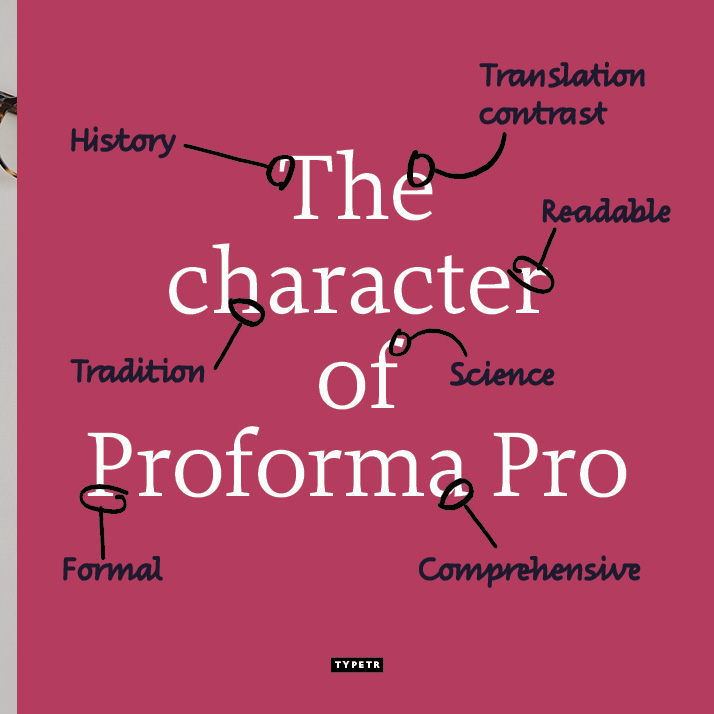 Translation
contrast
History
The
Readable
character
Tradition
of
Science
Proforma Pro
Formal
Comprehensive
TYPETR